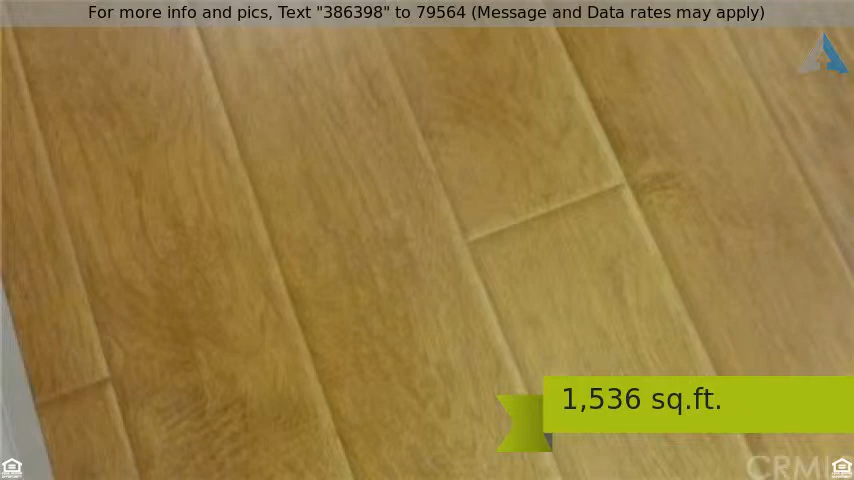 For more info and pics, Text "386398" to 79564 (Message and Data rates may apply)
1,536 sq.ft.
CRMLS